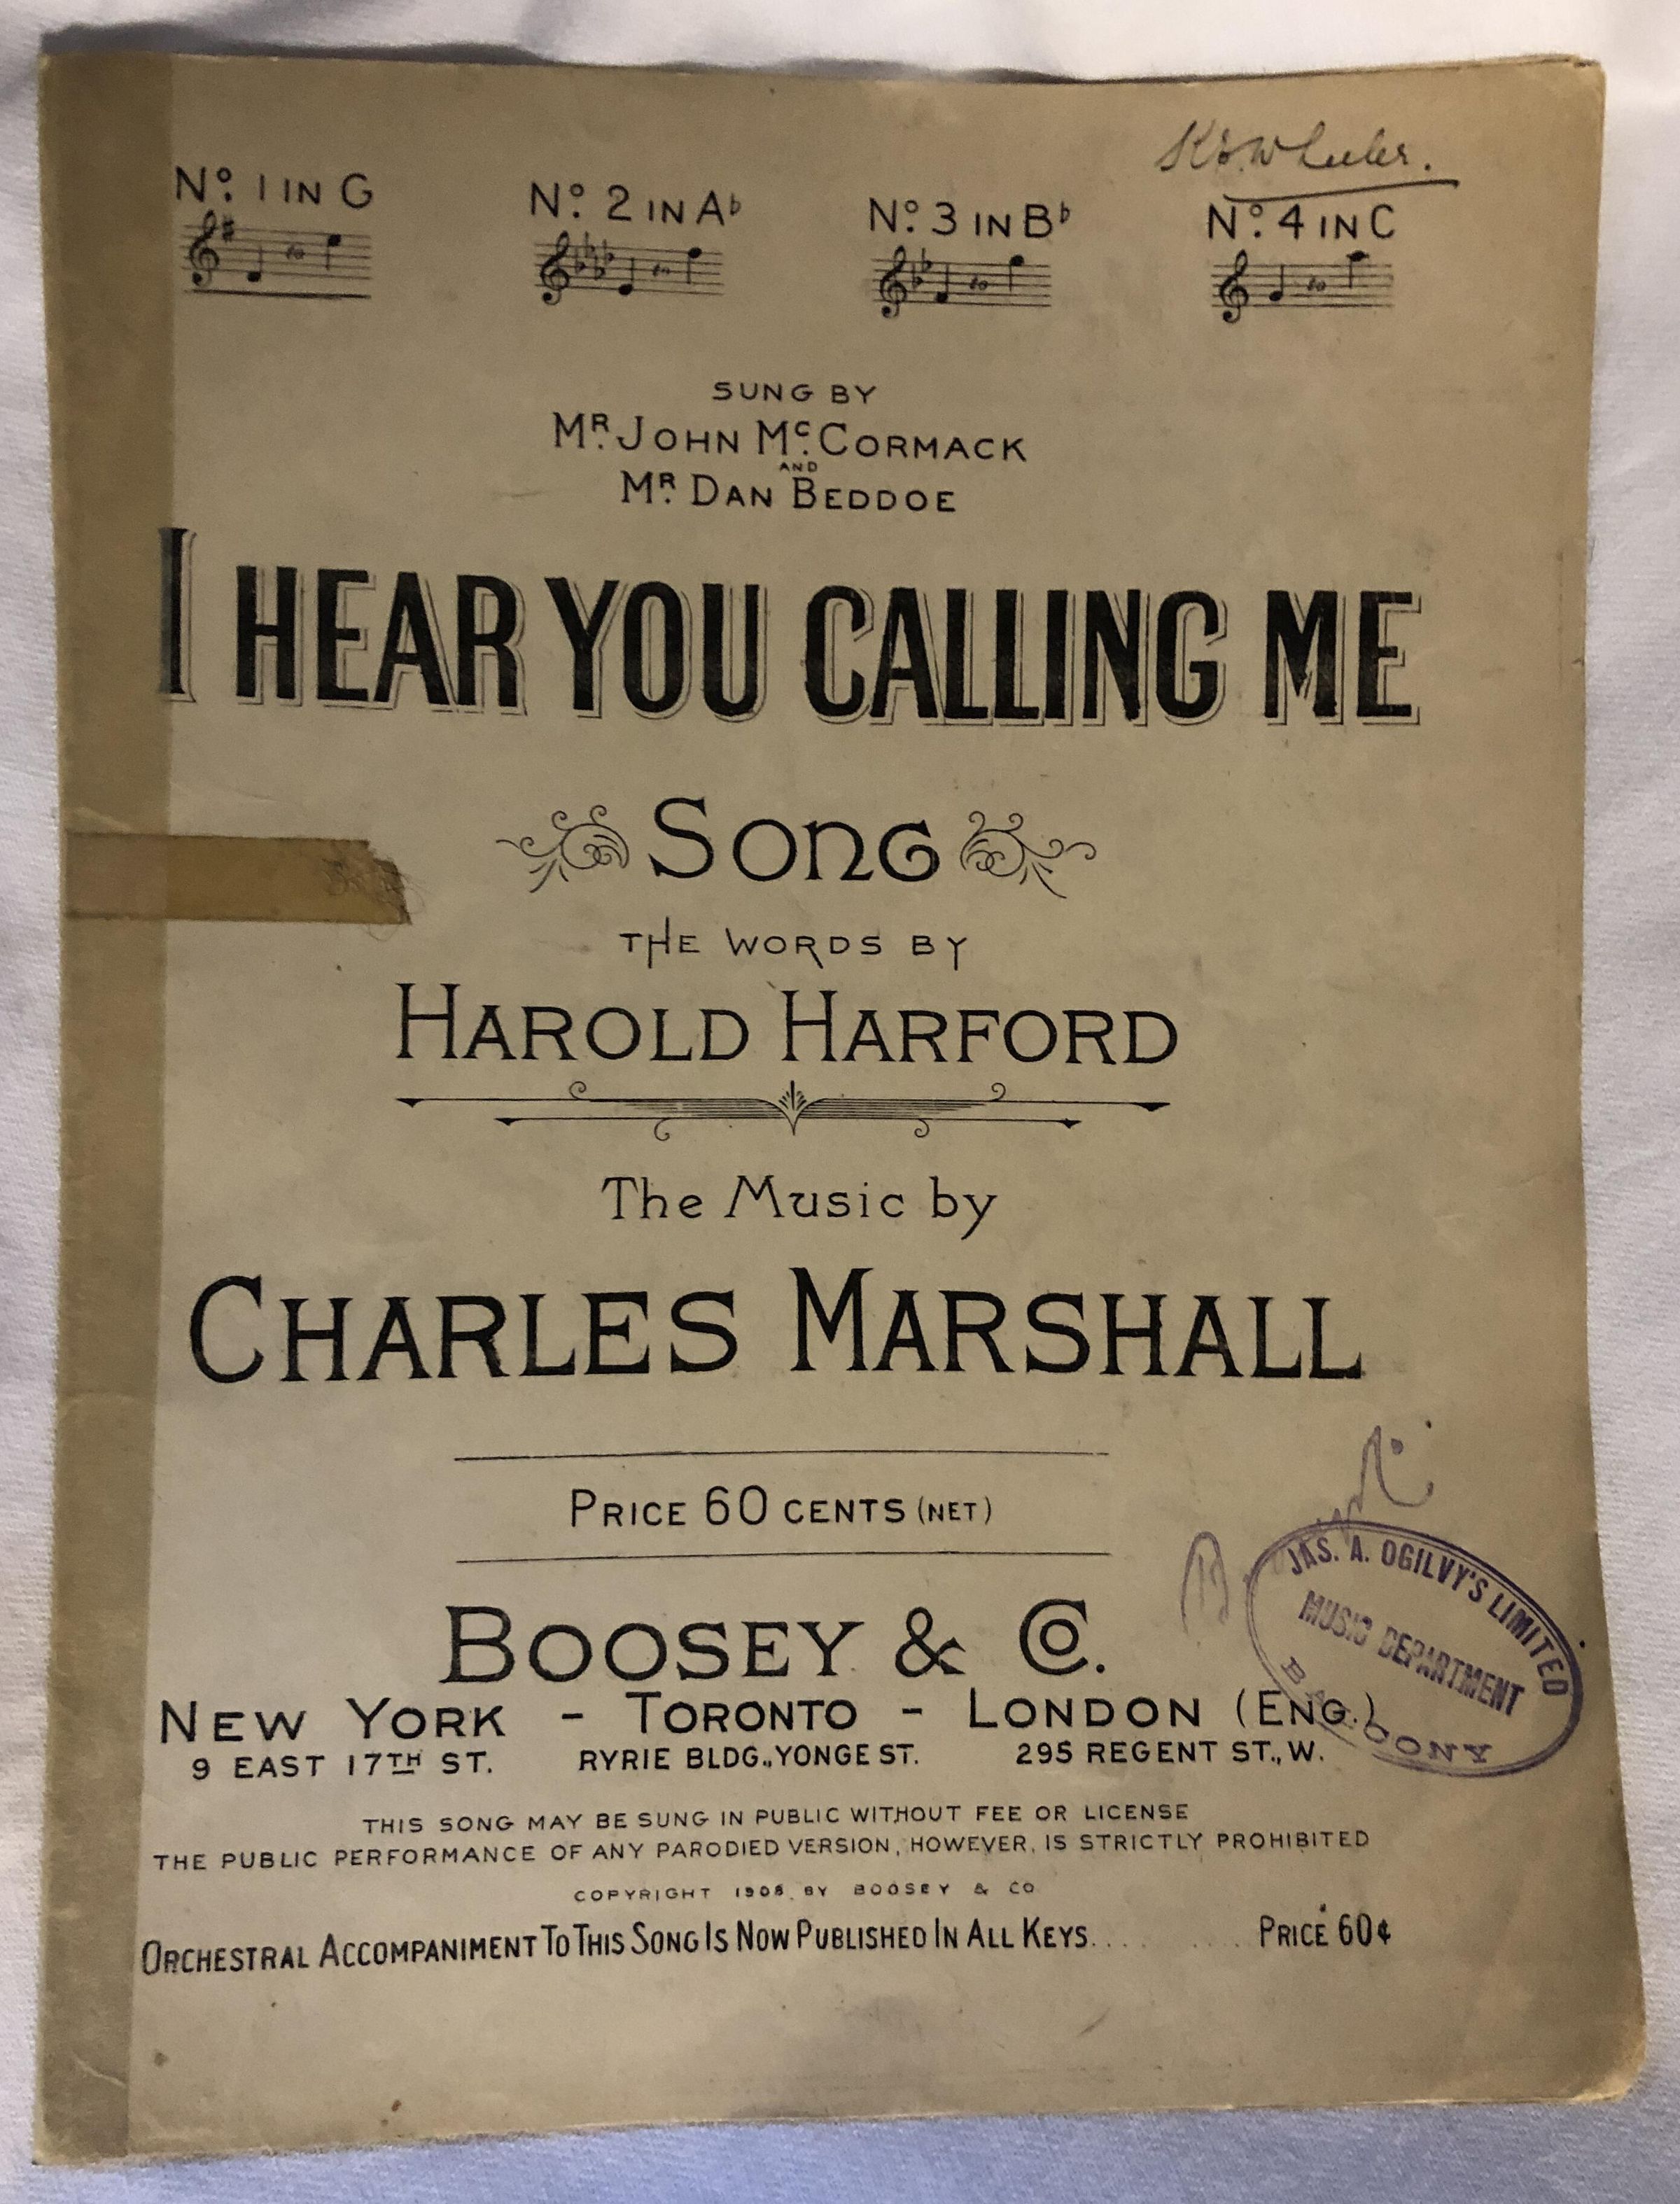 Wheeler.
No. 1 IN G No. 2 IN A♭ No. 3 IN B♭ No. 4 IN C
SUNG BY
MR. JOHN MC. CORMACK
AND
MR. DAN BEDDOE
I HEAR YOU CALLING ME
SONG
THE WORDS BY
HAROLD HARFORD
The Music by
CHARLES MARSHALL
PRICE 60 CENTS (NET)
BOOSEY & CO.
NEW YORK - TORONTO - LONDON (ENG.)
9 EAST 17TH ST. RYRIE BLDG., YONGE ST. 295 REGENT ST., W.
JAS. A. OGILVY'S LIMITED
MUSIC DEPARTMENT
BALCONY
THIS SONG MAY BE SUNG IN PUBLIC WITHOUT FEE OR LICENSE
THE PUBLIC PERFORMANCE OF ANY PARODIED VERSION, HOWEVER, IS STRICTLY PROHIBITED
COPYRIGHT 1908, BY BOOSEY & CO
ORCHESTRAL ACCOMPANIMENT TO THIS SONG IS NOW PUBLISHED IN ALL KEYS.... .... PRICE 60¢